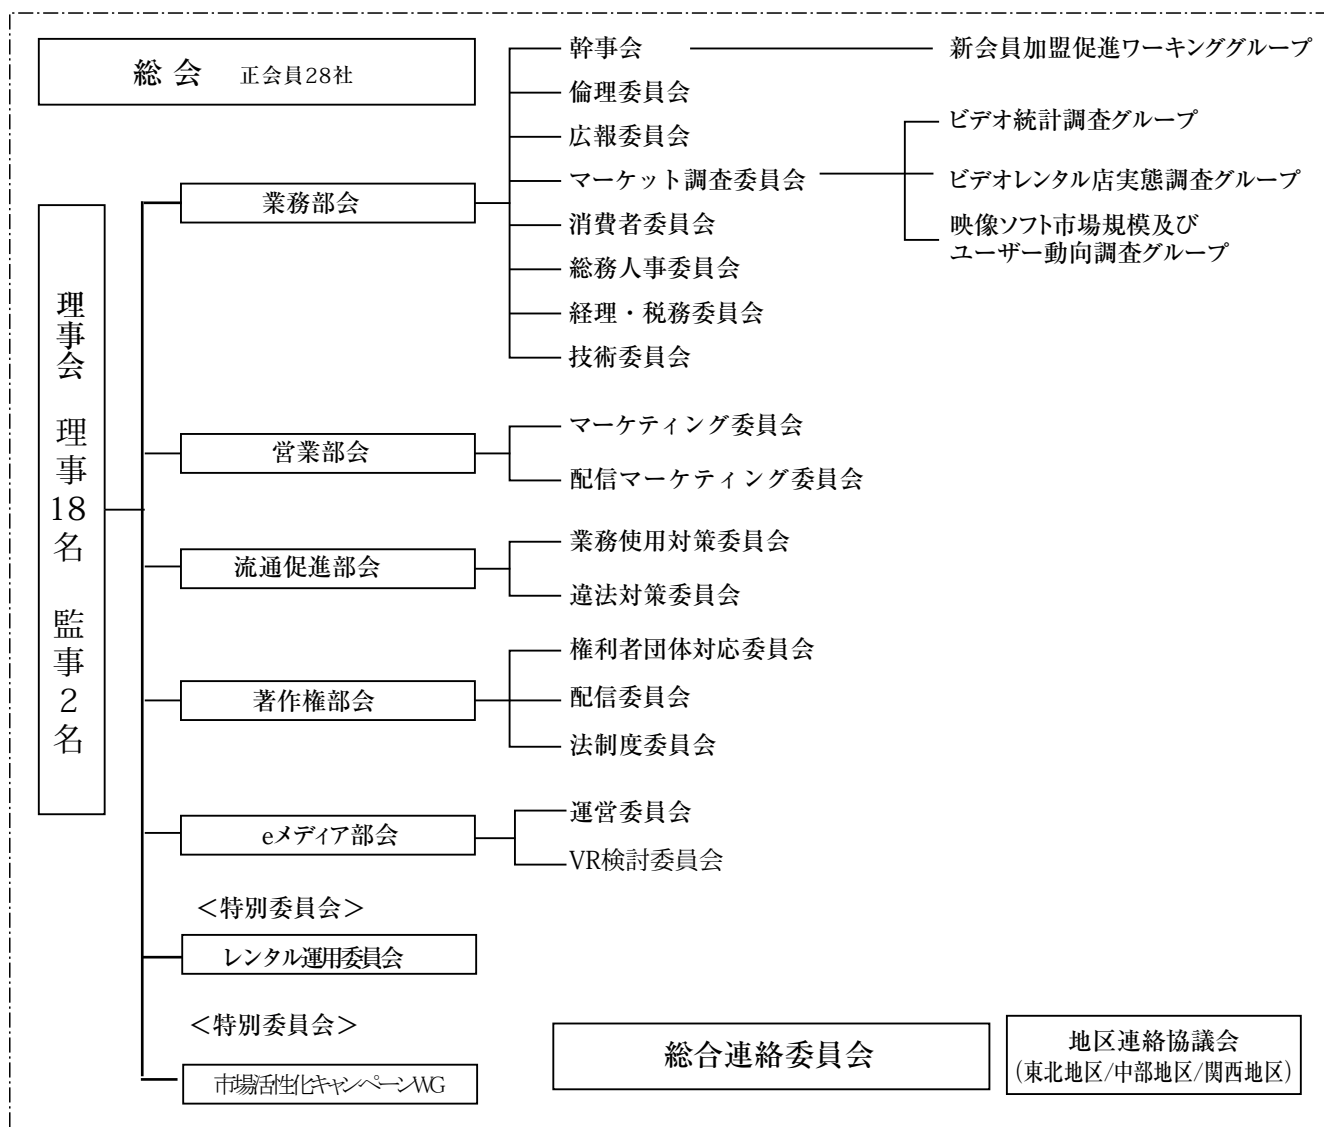 総会 正会員28社
理事会 理事18名 監事2名
業務部会
幹事会
新会員加盟促進ワーキンググループ
倫理委員会
広報委員会
マーケット調査委員会
ビデオ統計調査グループ
ビデオレンタル店実態調査グループ
映像ソフト市場規模及び
ユーザー動向調査グループ
消費者委員会
総務人事委員会
経理・税務委員会
技術委員会
営業部会
マーケティング委員会
配信マーケティング委員会
流通促進部会
業務使用対策委員会
違法対策委員会
著作権部会
権利者団体対応委員会
配信委員会
法制度委員会
eメディア部会
運営委員会
VR検討委員会
＜特別委員会＞
レンタル運用委員会
＜特別委員会＞
市場活性化キャンペーンWG
総合連絡委員会
地区連絡協議会
(東北地区/中部地区/関西地区)